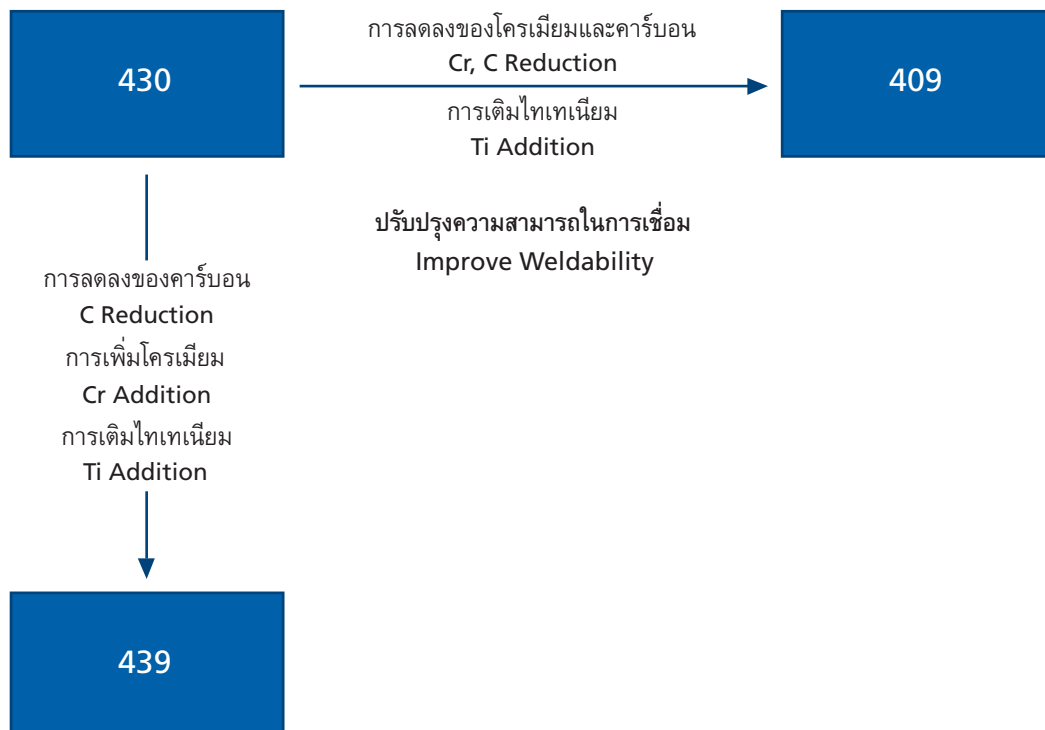 430
การลดลงของโครเมียมและคาร์บอน
Cr, C Reduction
การเติมไทเทเนียม
Ti Addition
409
ปรับปรุงความสามารถในการเชื่อม
Improve Weldability
การลดลงของคาร์บอน
C Reduction
การเพิ่มโครเมียม
Cr Addition
การเติมไทเทเนียม
Ti Addition
439